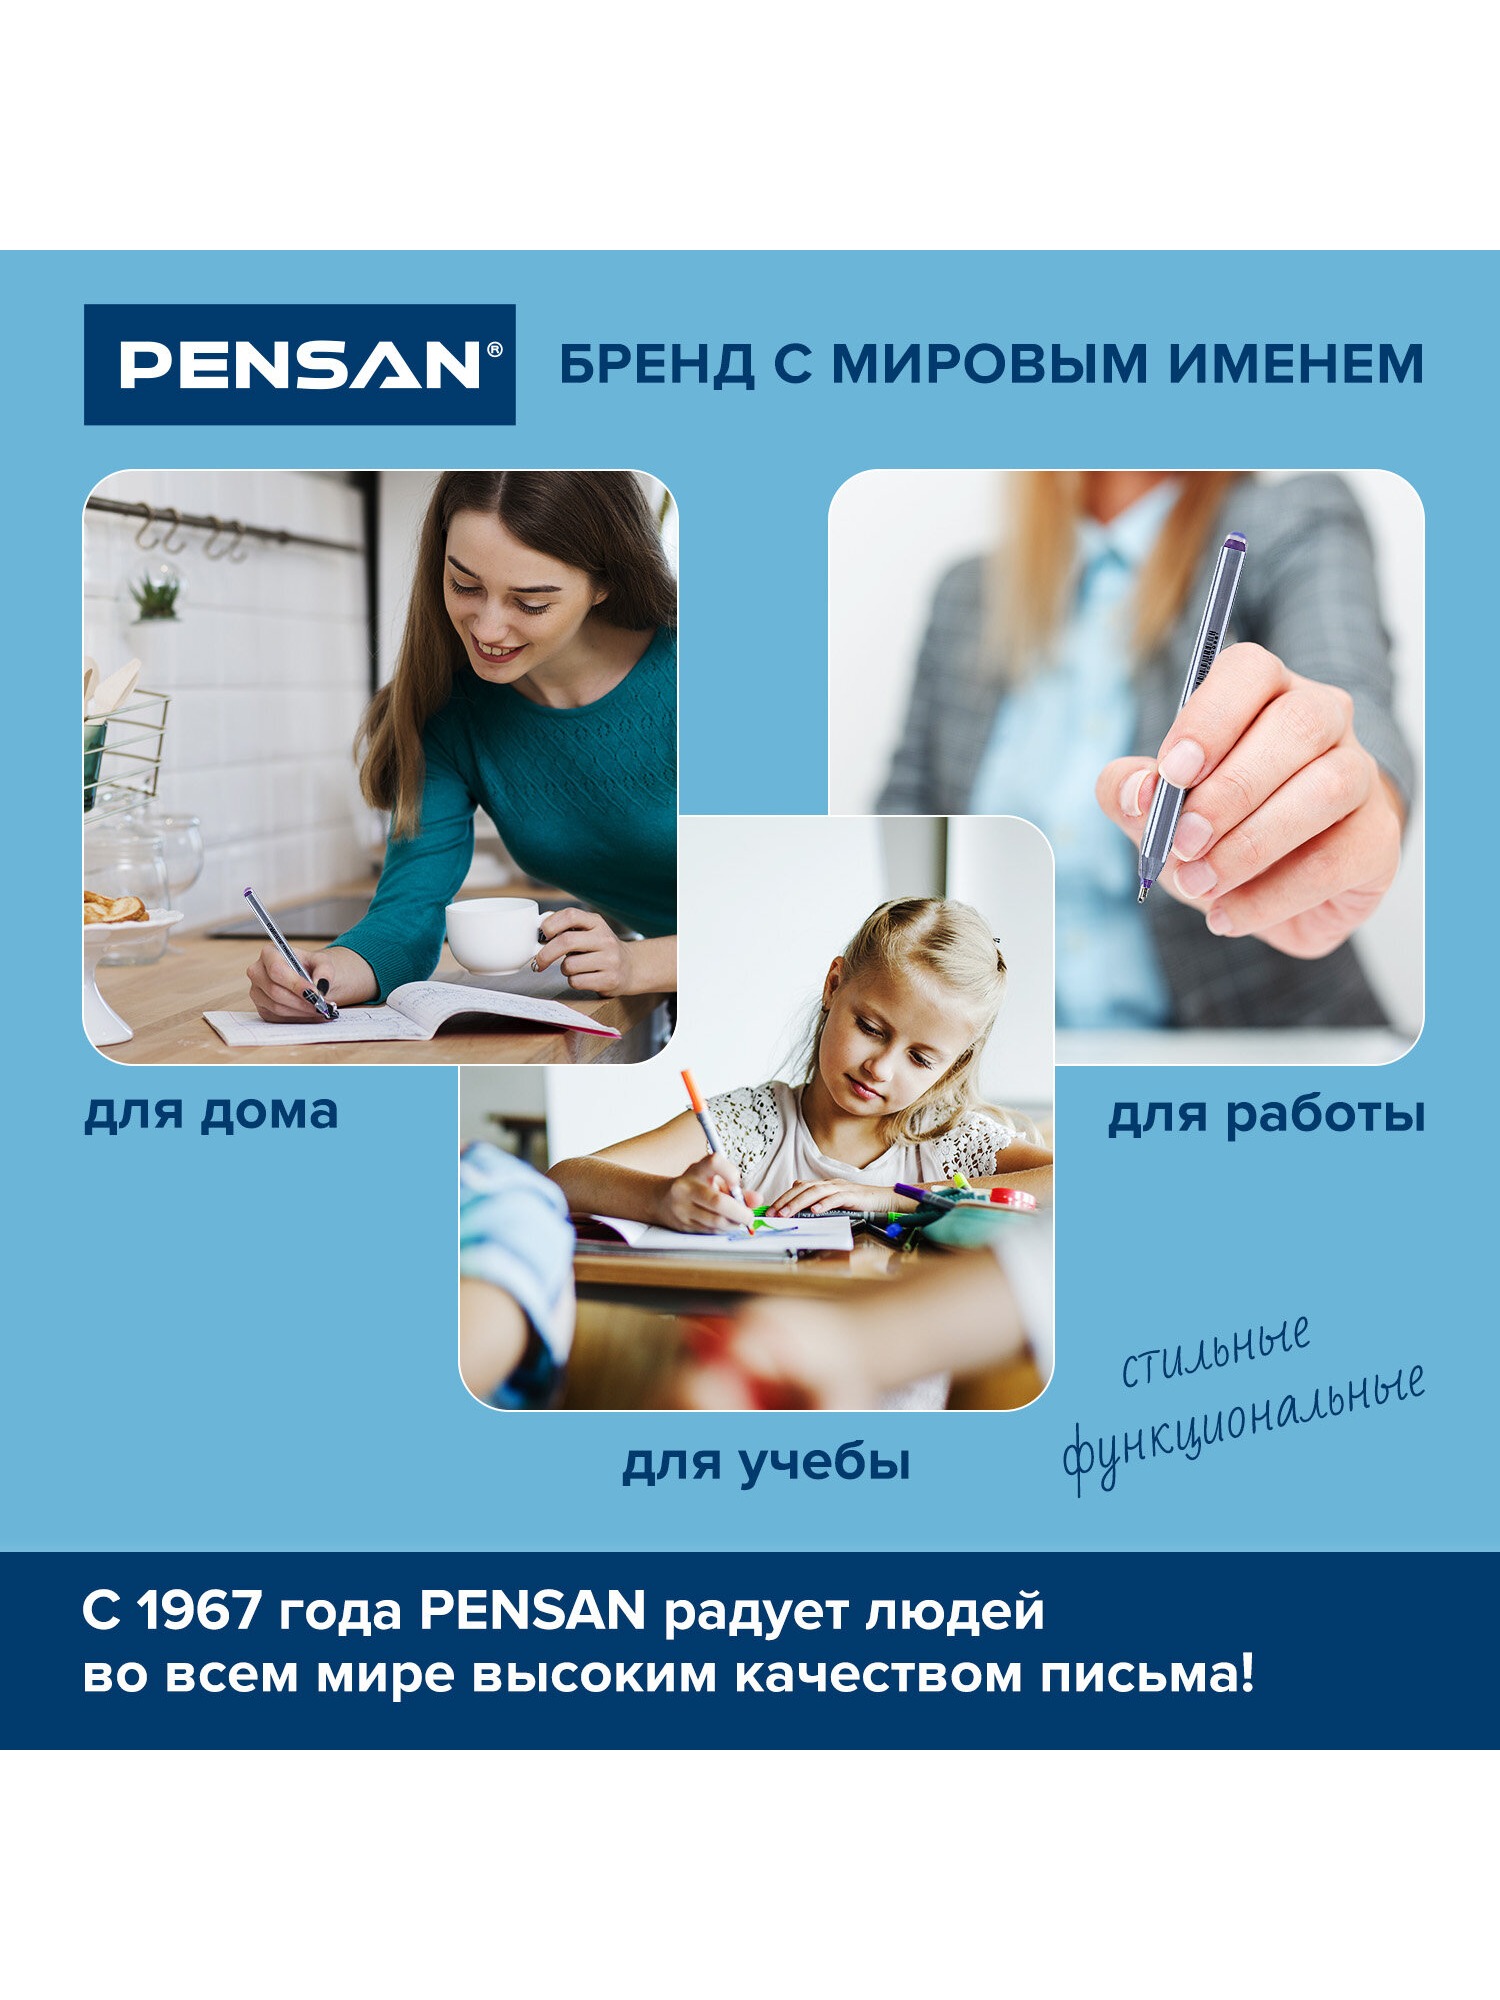 PENSAN®
БРЕНД С МИРОВЫМ ИМЕНЕМ
для дома
для работы
для учебы
стильные
функциональные
С 1967 года PENSAN радует людей
во всем мире высоким качеством письма!